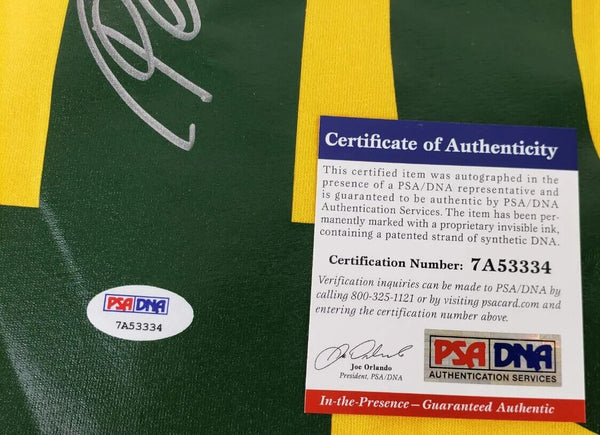 Certificate of Authenticity
This certified item was autographed in the
presence of a PSA/DNA representative and
is guaranteed to be authentic by PSA/DNA
Authentication Services. The item has been per-
manently marked with a proprietary invisible ink,
containing a patented strand of synthetic DNA.
Certification Number: 7A53334
Verification inquiries can be made to PSA/DNA by
calling 800-325-1121 or by visiting psacard.com and
entering the certification number above.
Joe Orlando
President, PSA/DNA
PSA DNA
AUTHENTICATION SERVICES
In-the-Presence—Guaranteed Authentic
PSA DNA
7A53334